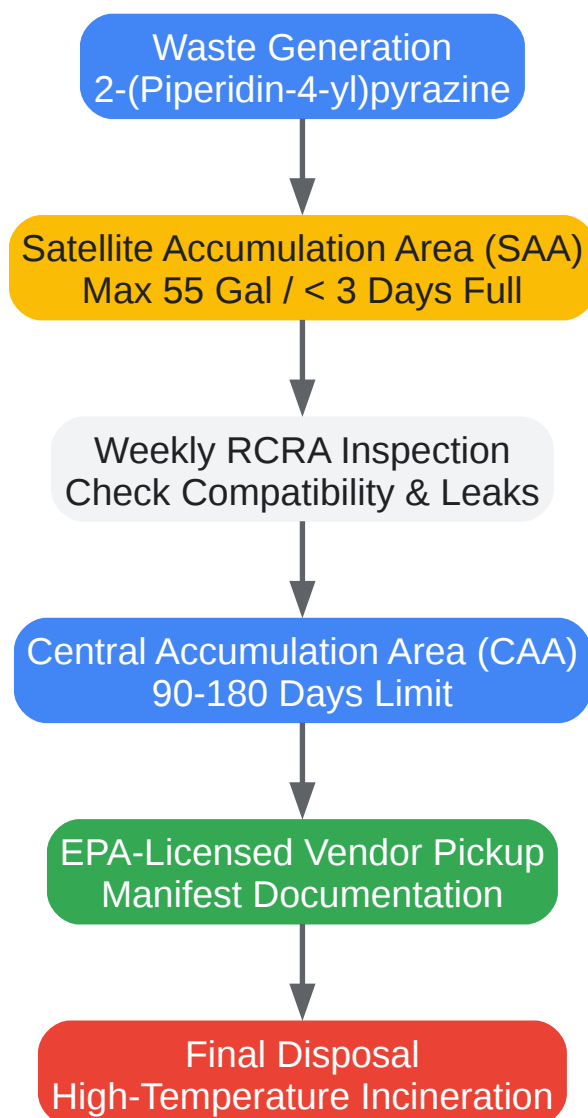 Waste Generation
2-(Piperidin-4-yl)pyrazine
Satellite Accumulation Area (SAA)
Max 55 Gal / < 3 Days Full
Weekly RCRA Inspection
Check Compatibility & Leaks
Central Accumulation Area (CAA)
90-180 Days Limit
EPA-Licensed Vendor Pickup
Manifest Documentation
Final Disposal
High-Temperature Incineration